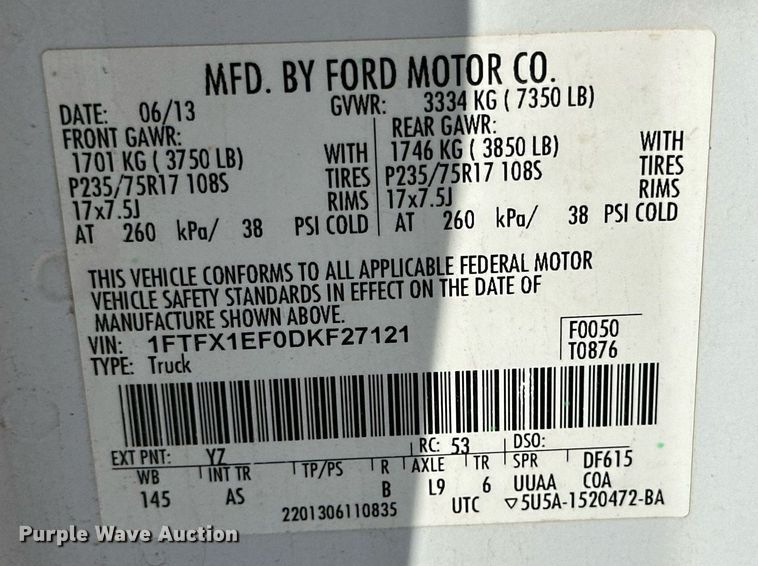 MFD. BY FORD MOTOR CO.
DATE: 06/13 GVWR: 3334 KG ( 7350 LB)
FRONT GAWR: REAR GAWR:
1701 KG ( 3750 LB) WITH 1746 KG ( 3850 LB) WITH
P235/75R17 108S TIRES P235/75R17 108S TIRES
17x7.5J RIMS 17x7.5J RIMS
AT 260 kPa/ 38 PSI COLD AT 260 kPa/ 38 PSI COLD
THIS VEHICLE CONFORMS TO ALL APPLICABLE FEDERAL MOTOR
VEHICLE SAFETY STANDARDS IN EFFECT ON THE DATE OF
MANUFACTURE SHOWN ABOVE.
VIN: 1FTFX1EF0DKF27121 F0050
TYPE: Truck T0876
EXT PNT: YZ RC: 53 DSO:
WB INT TR TP/PS R AXLE TR SPR DF615
145 AS B L9 6 UUAA COA
2201306110835 UTC ▽5U5A-1520472-BA
Purple Wave Auction